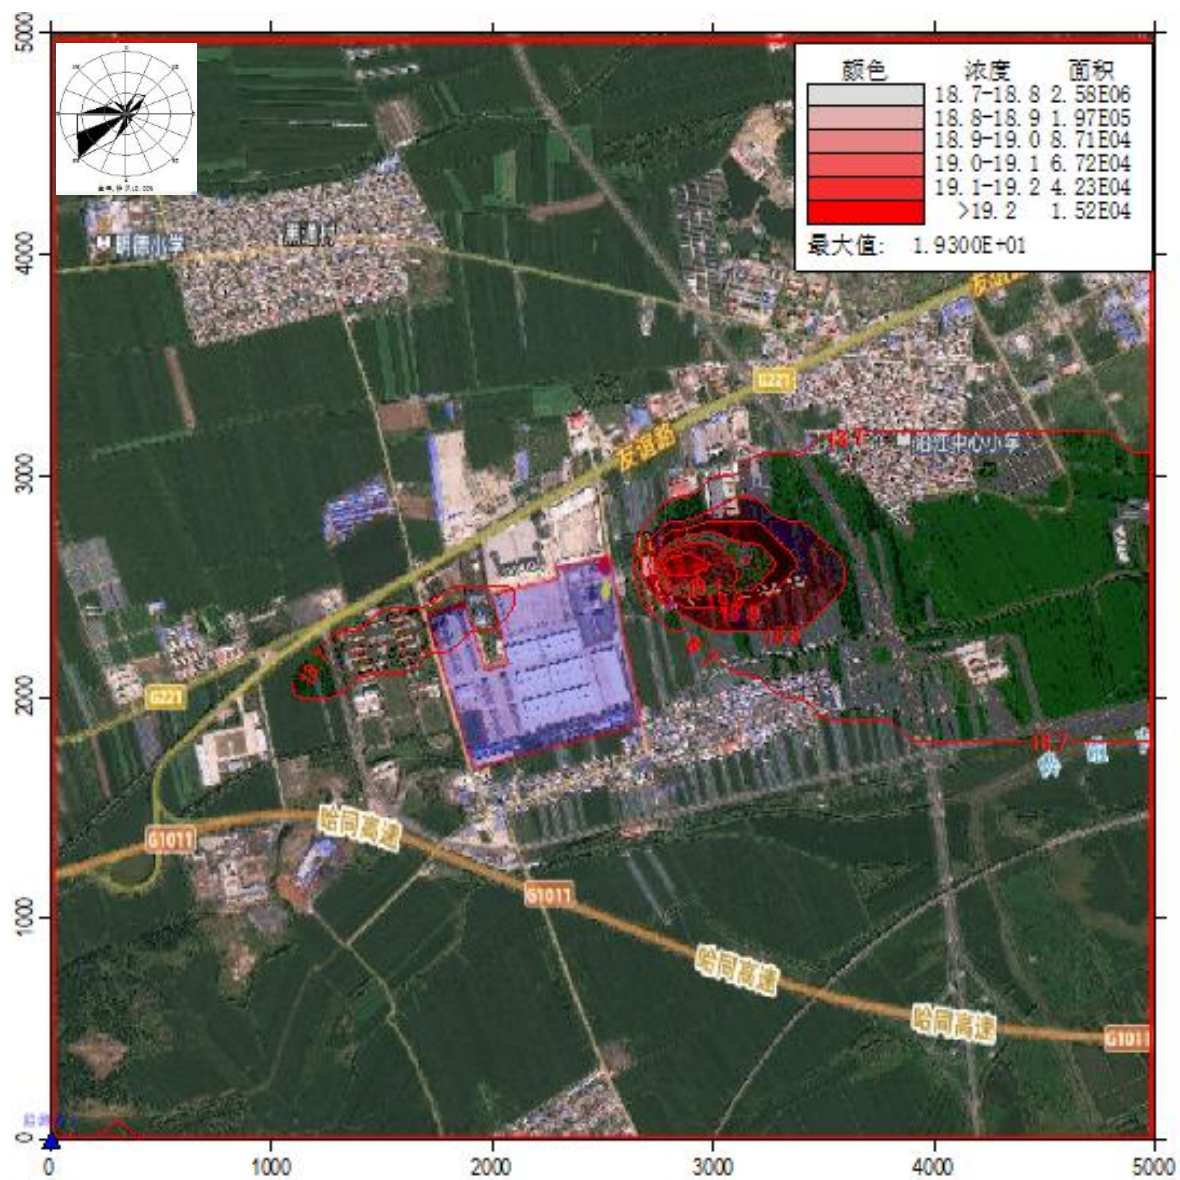 颜色 浓度 面积
18.7-18.8 2.58E06
18.8-18.9 1.97E05
18.9-19.0 8.71E04
19.0-19.1 6.72E04
19.1-19.2 4.23E04
>19.2 1.52E04
最大值: 1.9300E+01
5000
4000
3000
2000
1000
0
明德小学
G221
友谊路
沿江中心小学
18.7
G221
18.7
G1011
哈同高速
G1011
哈同高速
哈同高速
G1011
0
1000
2000
3000
4000
5000